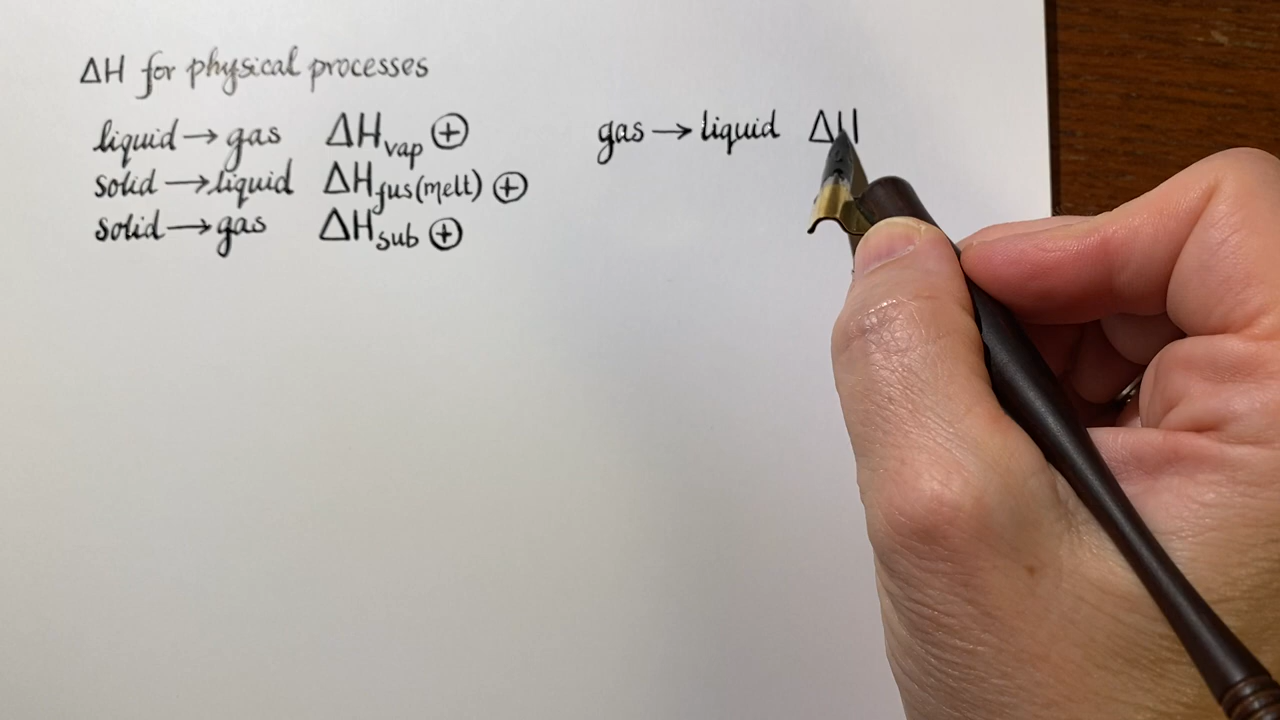 ΔH for physical processes
liquid → gas ΔHvap ⊕
solid → liquid ΔHfus(melt) ⊕
solid → gas ΔHsub ⊕
gas → liquid ΔH